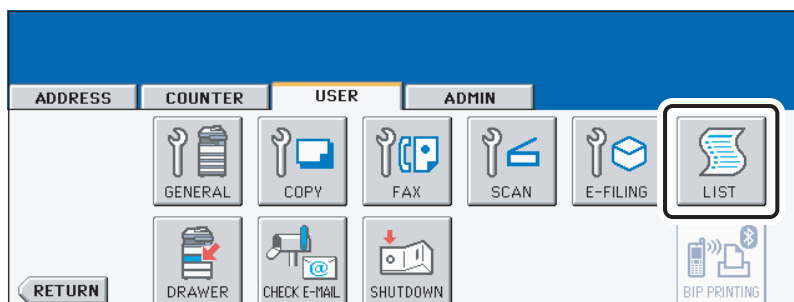 ADDRESS COUNTER USER ADMIN
GENERAL COPY FAX SCAN E-FILING LIST
RETURN DRAWER CHECK E-MAIL SHUTDOWN BIP PRINTING